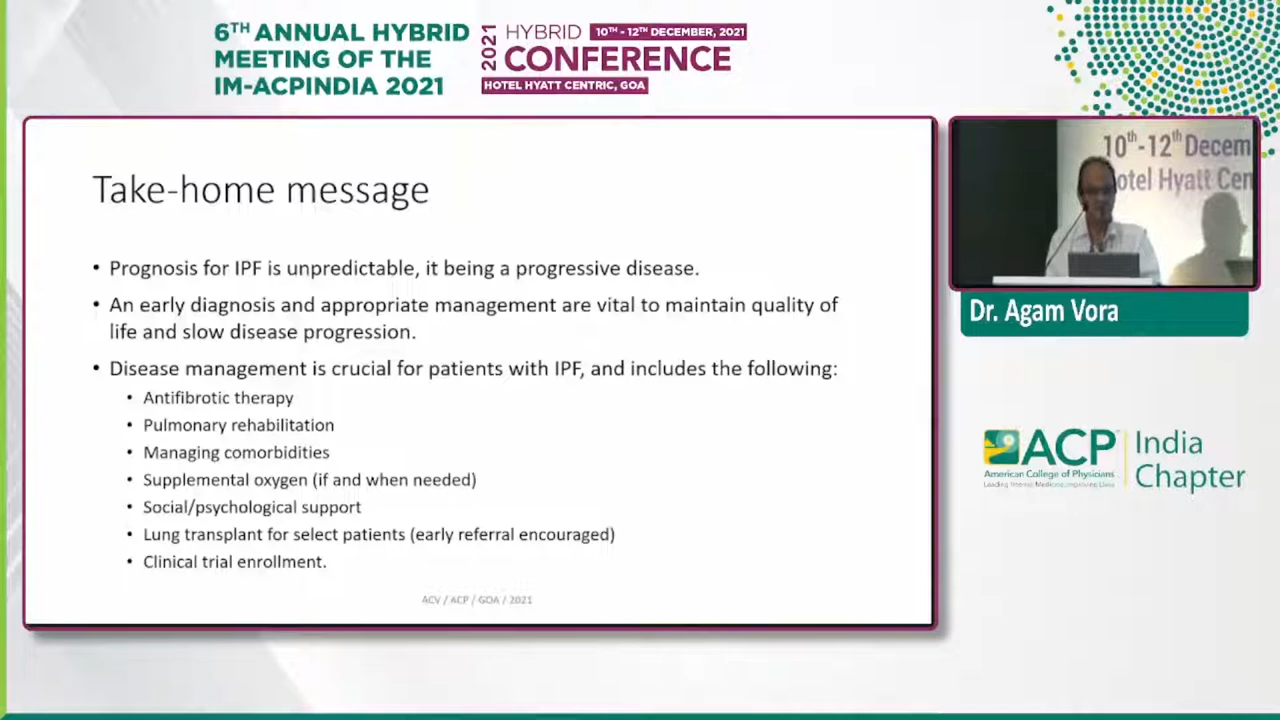 6TH ANNUAL HYBRID
MEETING OF THE
IM-ACPINDIA 2021
2021
HYBRID
10TH - 12TH DECEMBER, 2021
CONFERENCE
HOTEL HYATT CENTRIC, GOA
Take-home message
• Prognosis for IPF is unpredictable, it being a progressive disease.
• An early diagnosis and appropriate management are vital to maintain quality of
life and slow disease progression.
• Disease management is crucial for patients with IPF, and includes the following:
• Antifibrotic therapy
• Pulmonary rehabilitation
• Managing comorbidities
• Supplemental oxygen (if and when needed)
• Social/psychological support
• Lung transplant for select patients (early referral encouraged)
• Clinical trial enrollment.
ACV / ACP / GOA / 2021
10th-12th Decem
otel Hyatt Cen
Dr. Agam Vora
ACP
American College of Physicians
Leading Internal Medicine, Improving Lives
India
Chapter